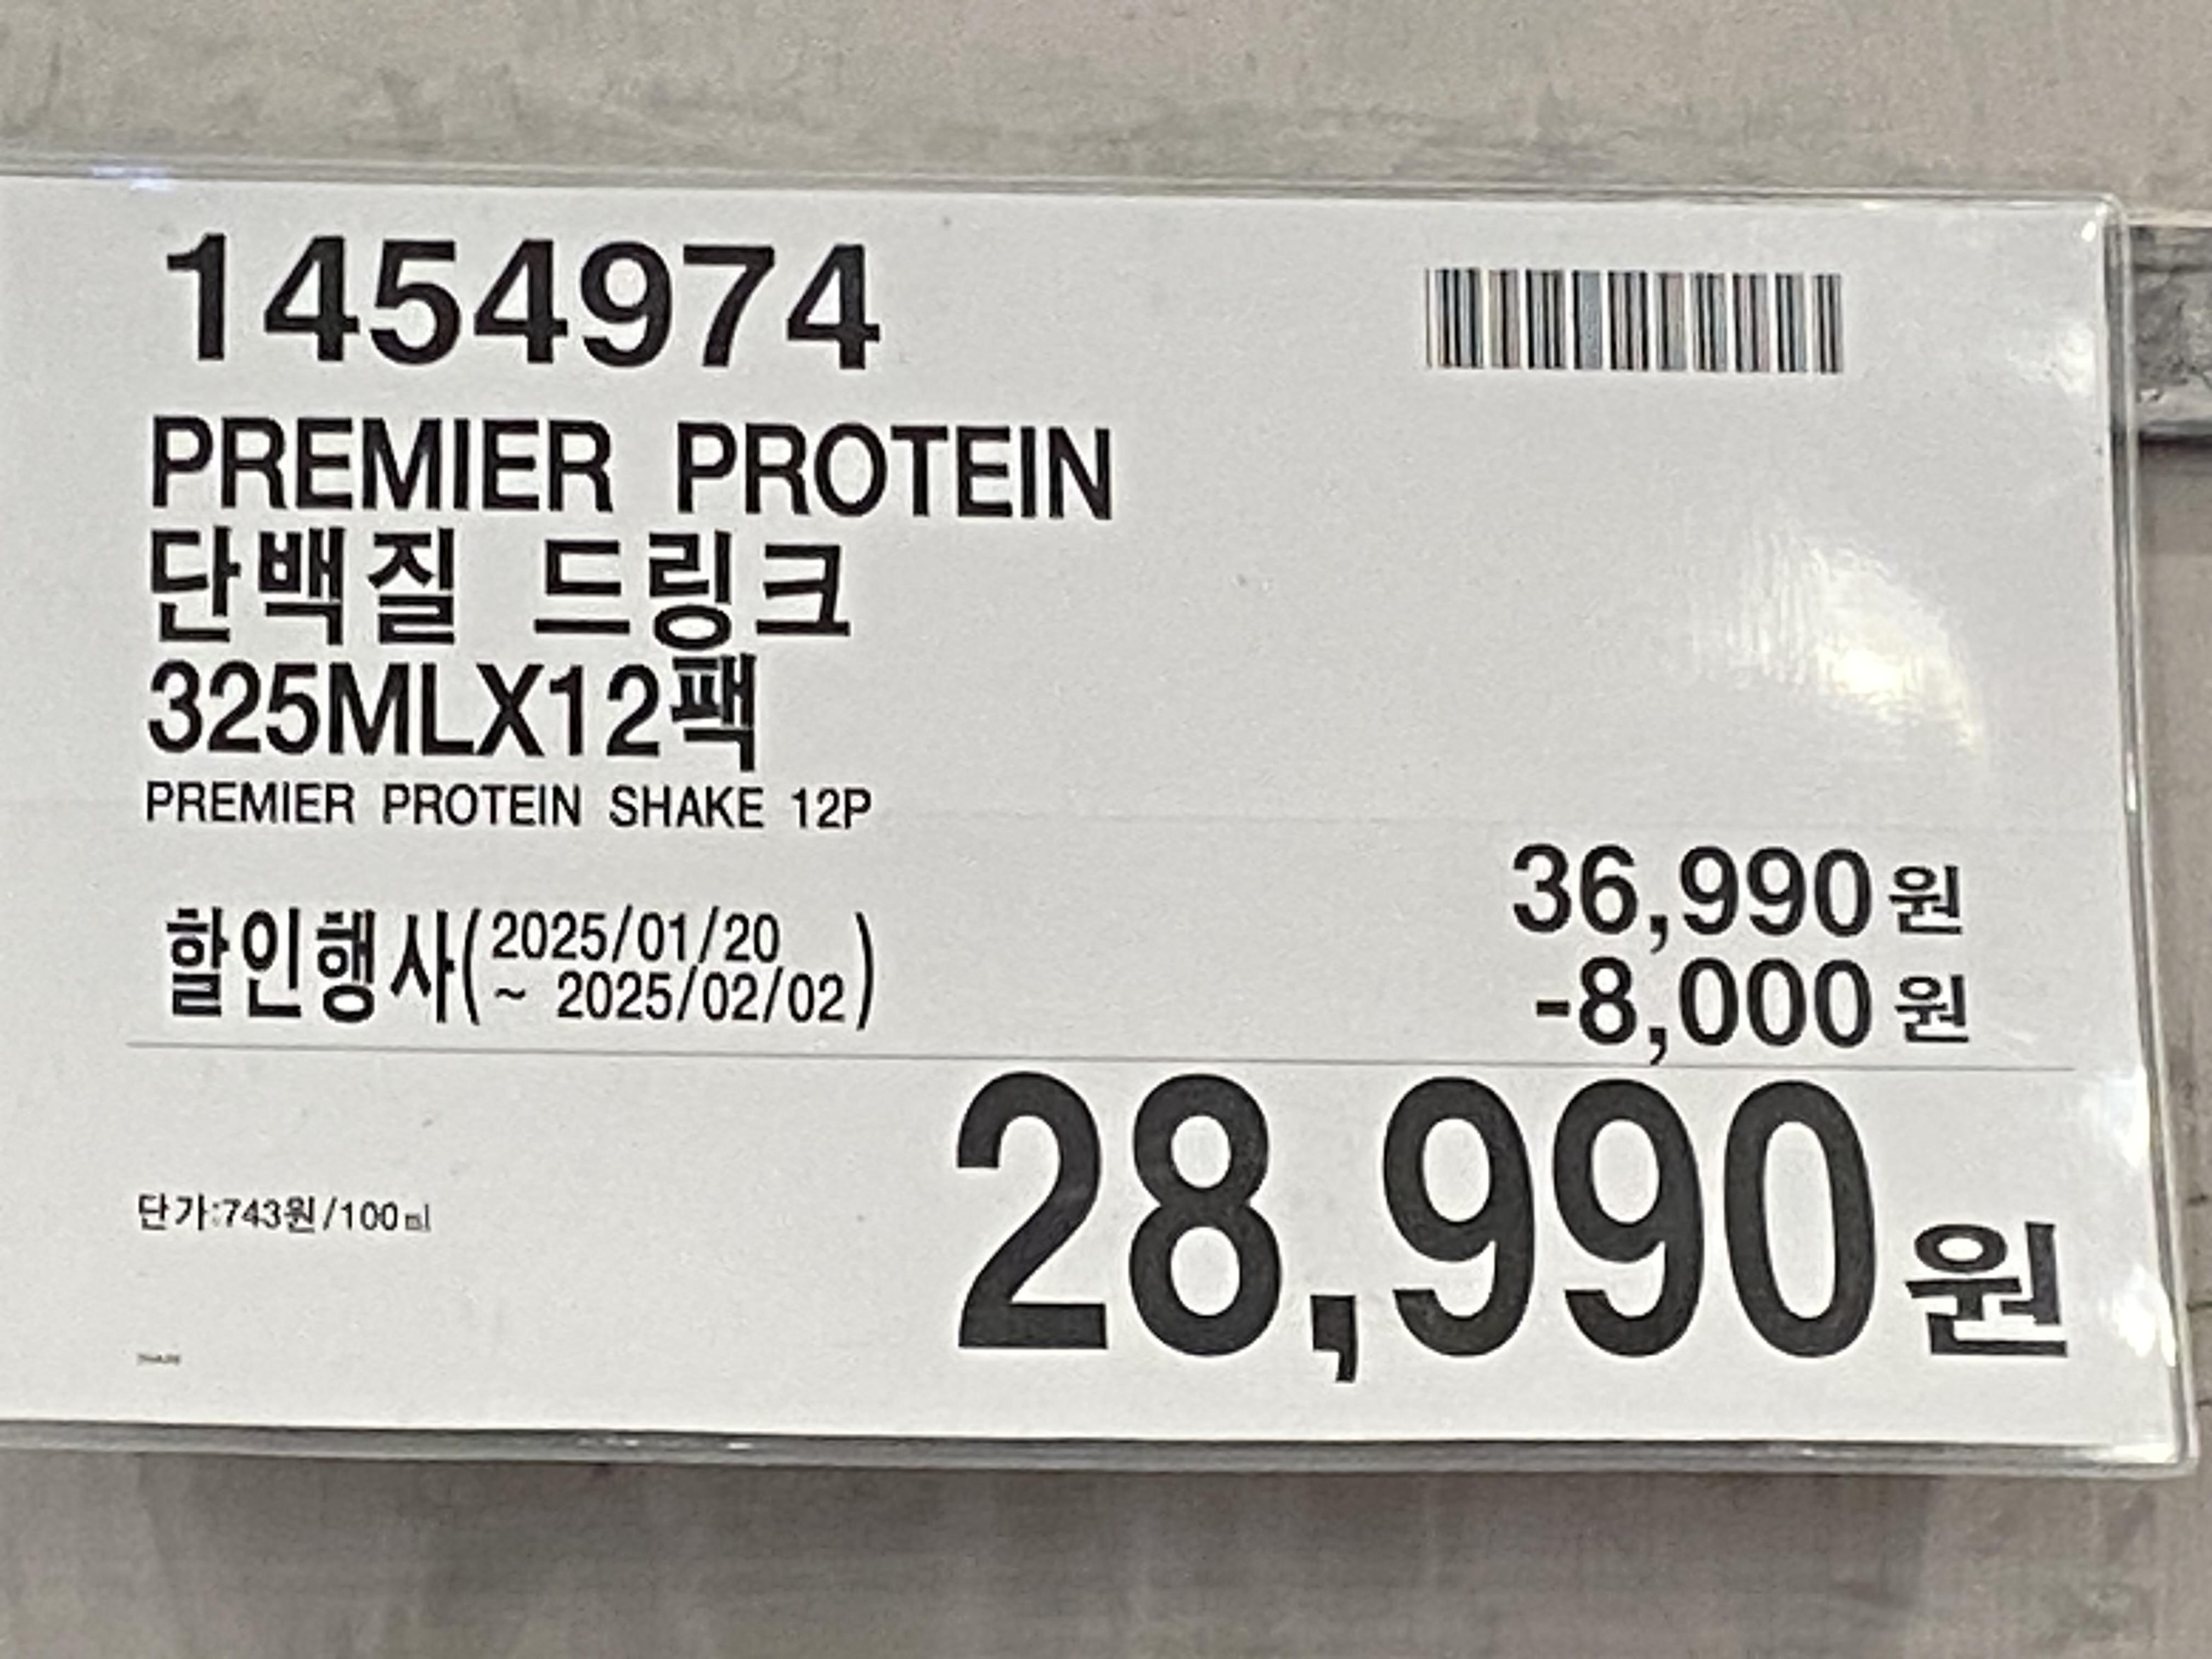 1454974
PREMIER PROTEIN
단백질 드링크
325MLX12팩
PREMIER PROTEIN SHAKE 12P
36,990원
할인행사(2025/01/20
~ 2025/02/02)
-8,000원
28,990원
단가:743원/100ml